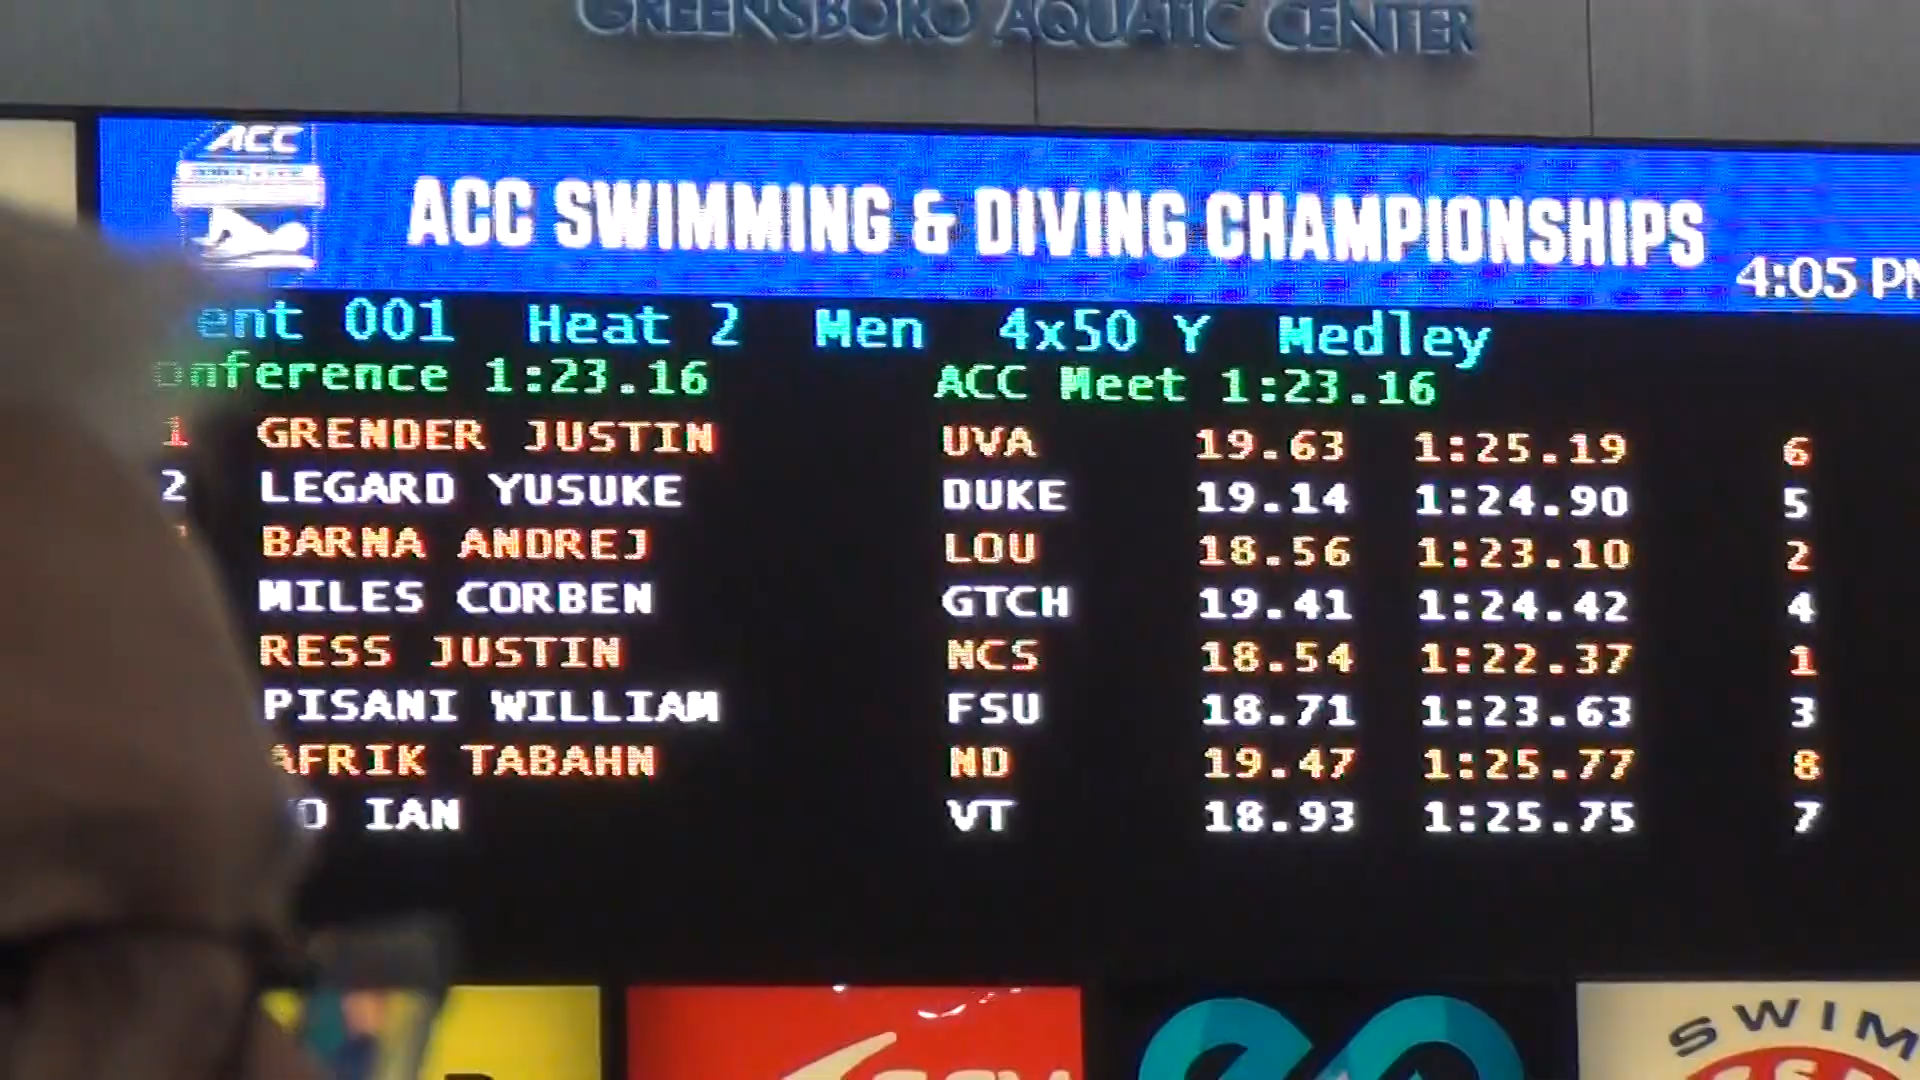 GREENSBORO AQUATIC CENTER
ACC
ACC SWIMMING & DIVING CHAMPIONSHIPS
4:05 PM
ent 001 Heat 2 Men 4x50 Y Medley
onference 1:23.16 ACC Meet 1:23.16
1 GRENDER JUSTIN UVA 19.63 1:25.19 6
2 LEGARD YUSUKE DUKE 19.14 1:24.90 5
BARNA ANDREJ LOU 18.56 1:23.10 2
MILES CORBEN GTCH 19.41 1:24.42 4
RESS JUSTIN NCS 18.54 1:22.37 1
PISANI WILLIAM FSU 18.71 1:23.63 3
AFRIK TABAHN ND 19.47 1:25.77 8
O IAN VT 18.93 1:25.75 7
SWIM